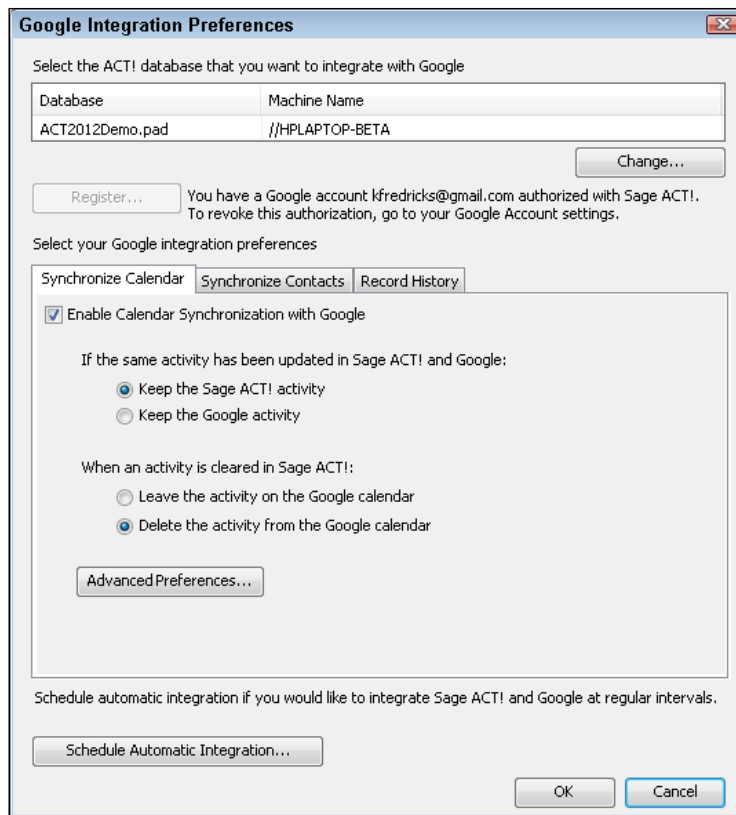 Google Integration Preferences
Select the ACT! database that you want to integrate with Google
Database Machine Name
ACT2012Demo.pad //HPLAPTOP-BETA
Change...
Register... You have a Google account kfredricks@gmail.com authorized with Sage ACT!.
To revoke this authorization, go to your Google Account settings.
Select your Google integration preferences
Synchronize Calendar Synchronize Contacts Record History
Enable Calendar Synchronization with Google
If the same activity has been updated in Sage ACT! and Google:
Keep the Sage ACT! activity
Keep the Google activity
When an activity is cleared in Sage ACT!:
Leave the activity on the Google calendar
Delete the activity from the Google calendar
Advanced Preferences...
Schedule automatic integration if you would like to integrate Sage ACT! and Google at regular intervals.
Schedule Automatic Integration...
OK Cancel